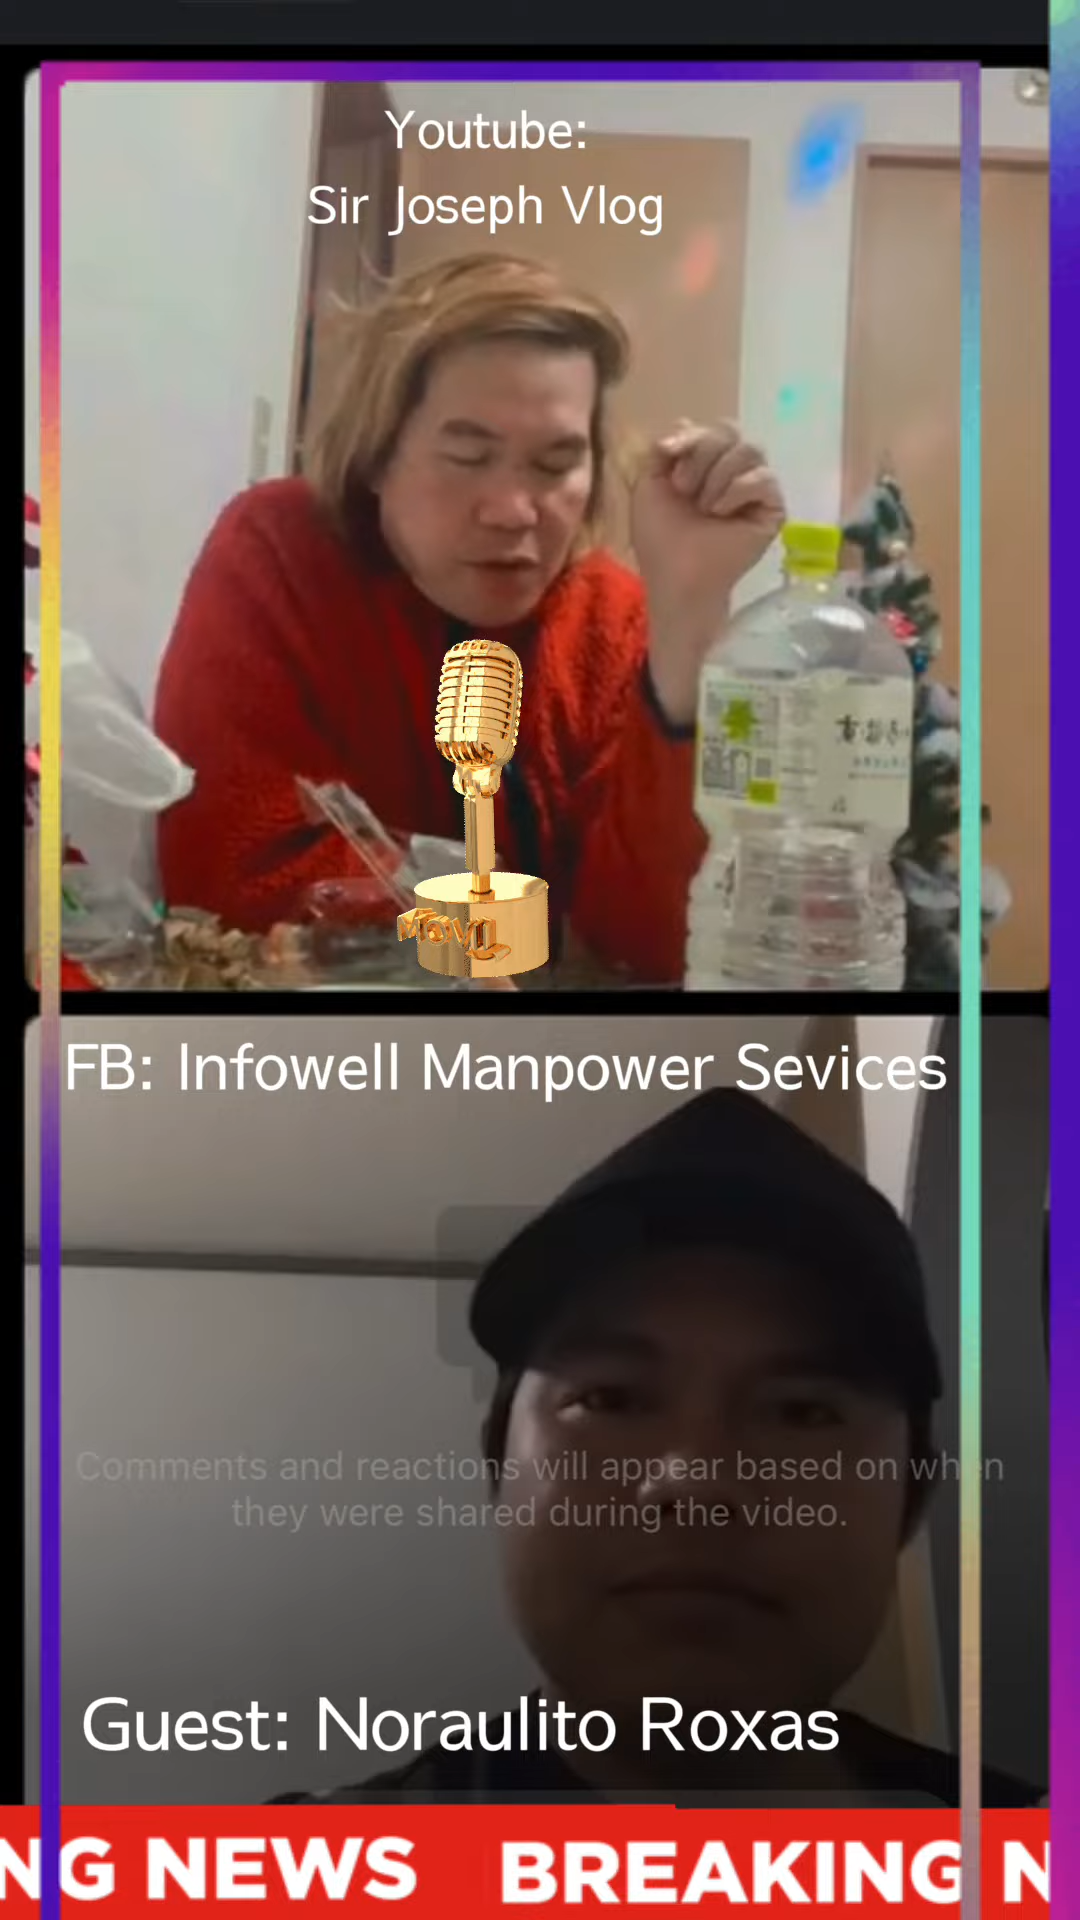 Youtube:
Sir Joseph Vlog
FB: Infowell Manpower Sevices
Comments and reactions will appear based on when
they were shared during the video.
Guest: Noraulito Roxas
NG NEWS BREAKING N